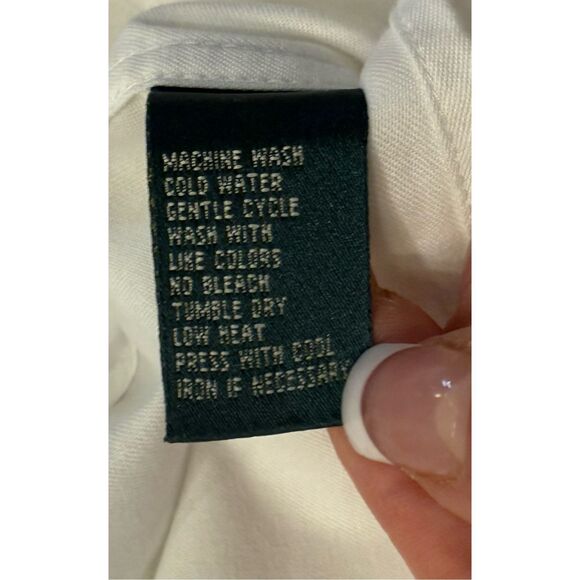 MACHINE WASH
COLD WATER
GENTLE CYCLE
WASH WITH
LIKE COLORS
NO BLEACH
TUMBLE DRY
LOW HEAT
PRESS WITH COOL
IRON IF NECESSARY